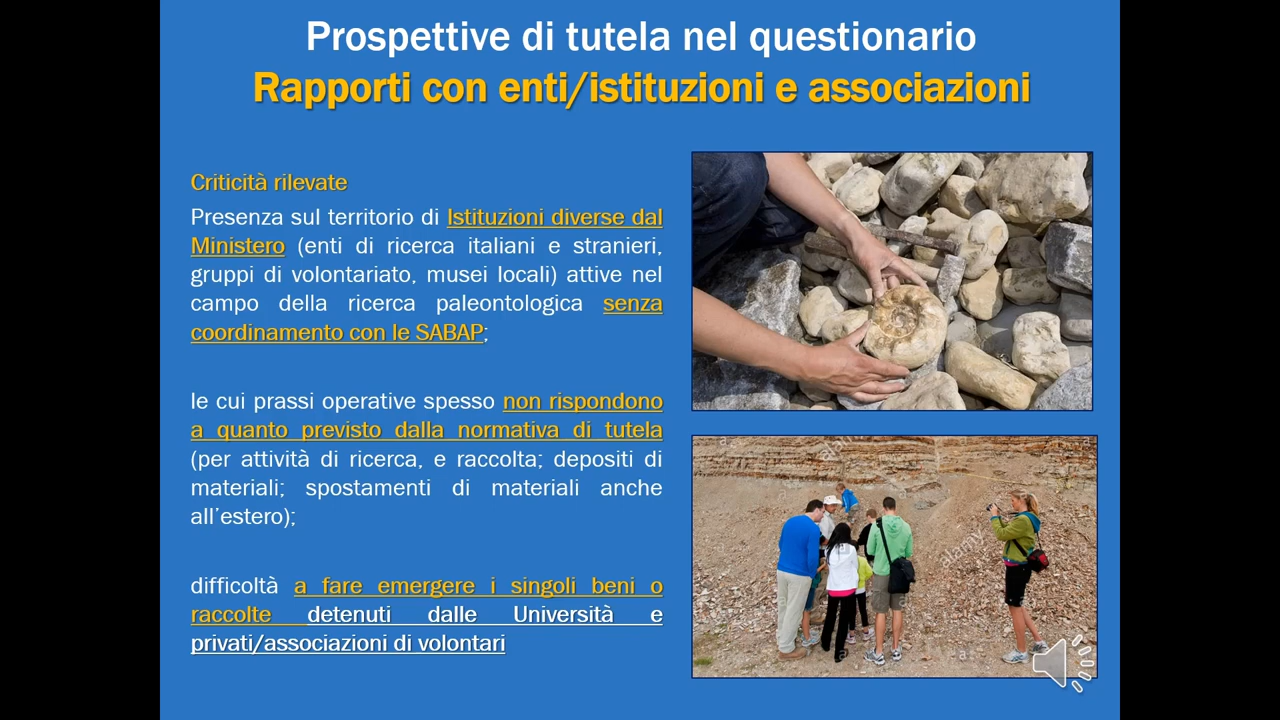 Prospettive di tutela nel questionario
Rapporti con enti/istituzioni e associazioni
Criticità rilevate
Presenza sul territorio di Istituzioni diverse dal
Ministero (enti di ricerca italiani e stranieri,
gruppi di volontariato, musei locali) attive nel
campo della ricerca paleontologica senza
coordinamento con le SABAP;
le cui prassi operative spesso non rispondono
a quanto previsto dalla normativa di tutela
(per attività di ricerca, e raccolta; depositi di
materiali; spostamenti di materiali anche
all'estero);
difficoltà a fare emergere i singoli beni o
raccolte detenuti dalle Università e
privati/associazioni di volontari
alamy
alamy